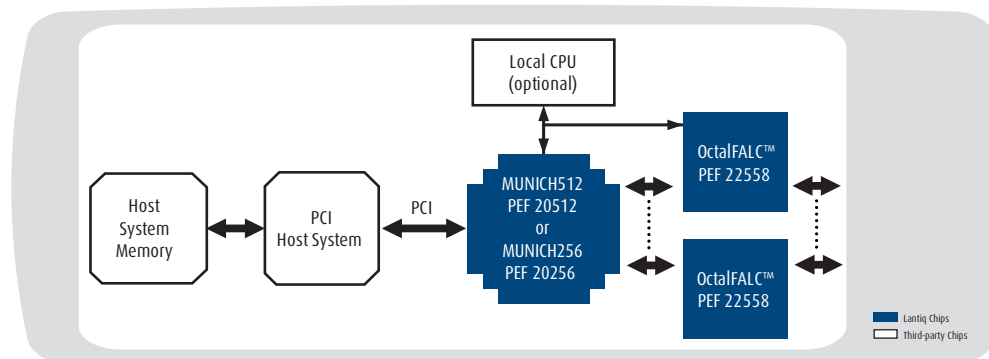 Local CPU
(optional)
OctalFALC™
PEF 22558
MUNICH512
PEF 20512
or
MUNICH256
PEF 20256
PCI
Host
System
Memory
PCI
Host System
OctalFALC™
PEF 22558
Lantiq Chips
Third-party Chips